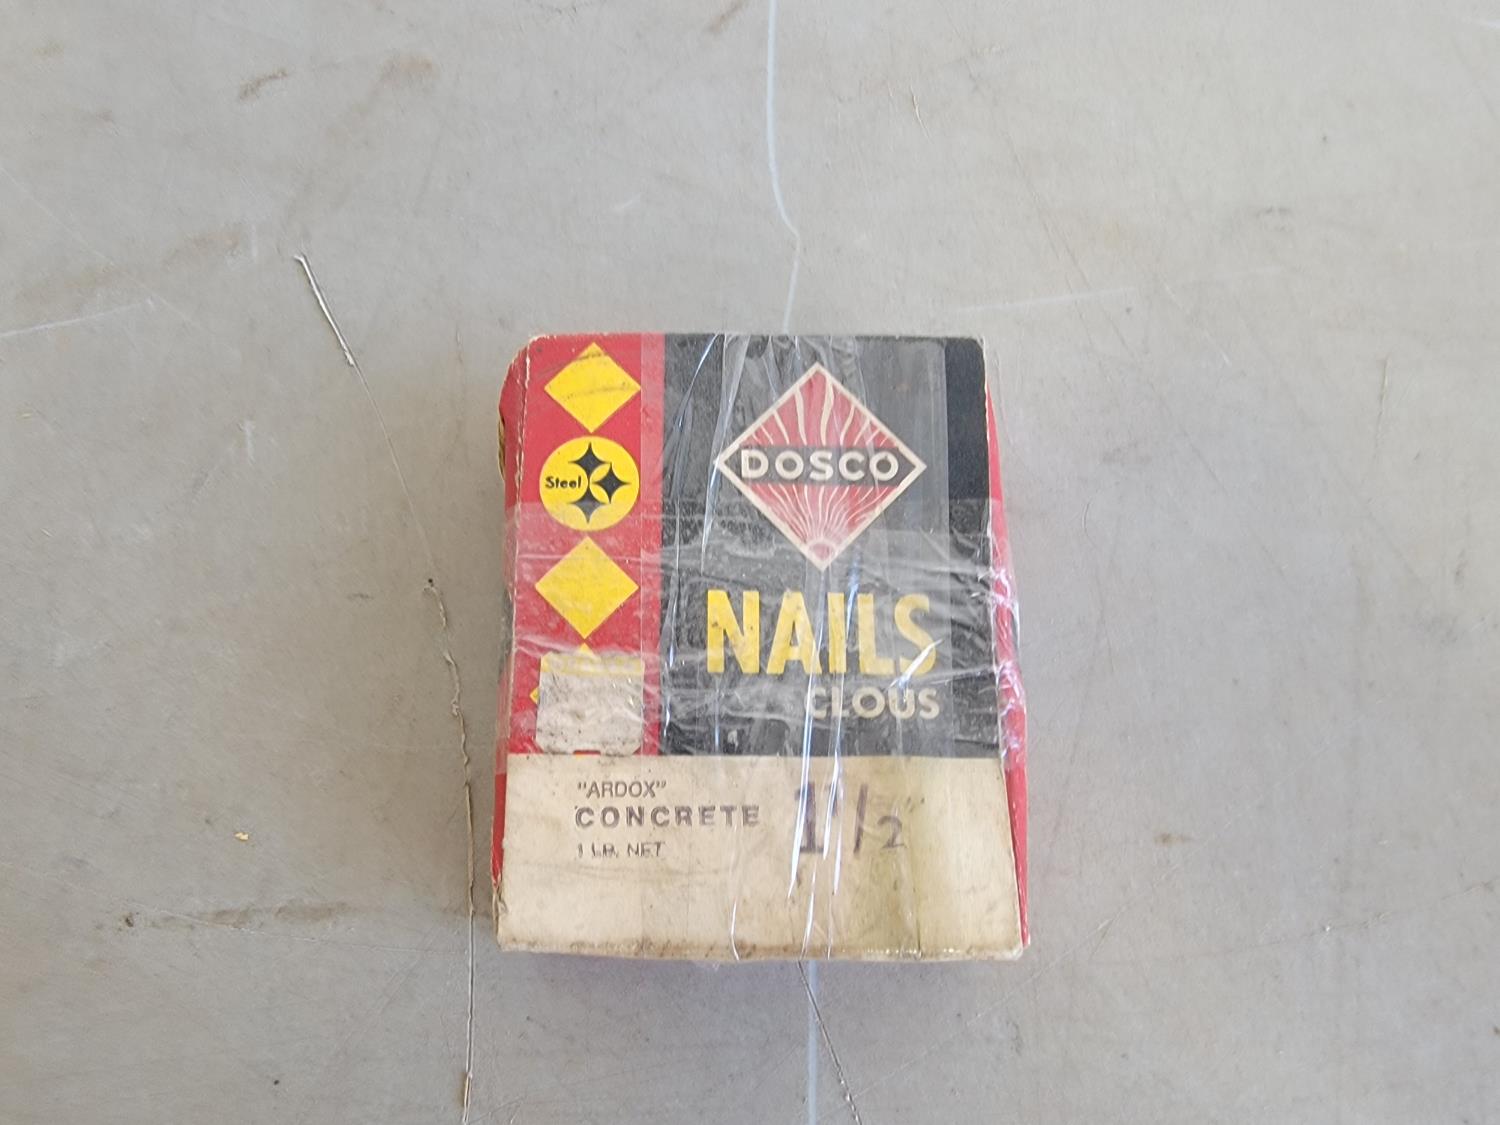 Steel
DOSCO
NAILS
CLOUS
"ARDOX"
CONCRETE
1 LB. NET
1 1/2"